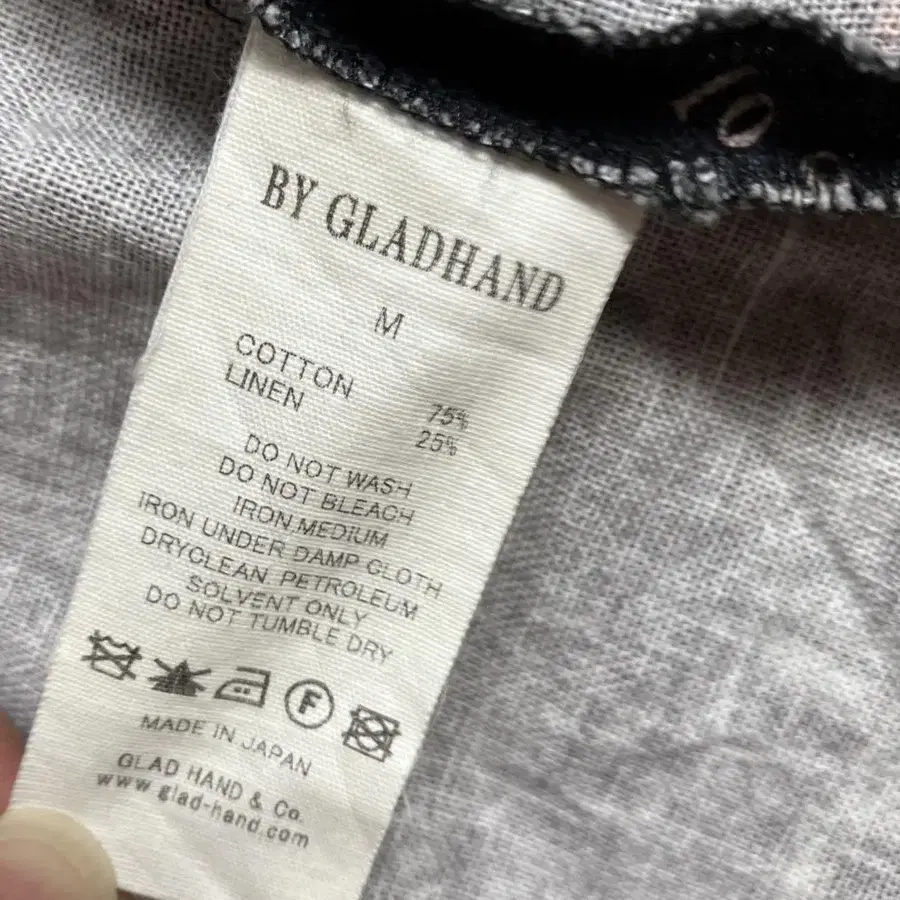 BY GLADHAND
M
COTTON 75%
LINEN 25%
DO NOT WASH
DO NOT BLEACH
IRON MEDIUM
IRON UNDER DAMP CLOTH
DRYCLEAN PETROLEUM
SOLVENT ONLY
DO NOT TUMBLE DRY
F
MADE IN JAPAN
GLAD HAND & Co.
www.glad-hand.com